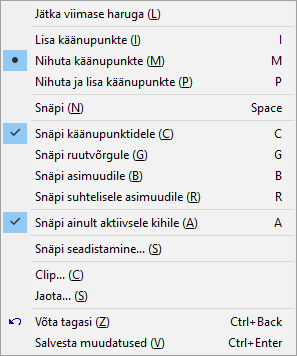 Jätka viimase haruga (L)
Lisa käänupunkte (I) I
Nihuta käänupunkte (M) M
Nihuta ja lisa käänupunkte (P) P
Snäpi (N) Space
Snäpi käänupunktidele (C) C
Snäpi ruutvõrgule (G) G
Snäpi asimuudile (B) B
Snäpi suhtelisele asimuudile (R) R
Snäpi ainult aktiivsele kihile (A) A
Snäpi seadistamine... (S)
Clip... (C)
Jaota... (S)
Võta tagasi (Z) Ctrl+Back
Salvesta muudatused (V) Ctrl+Enter